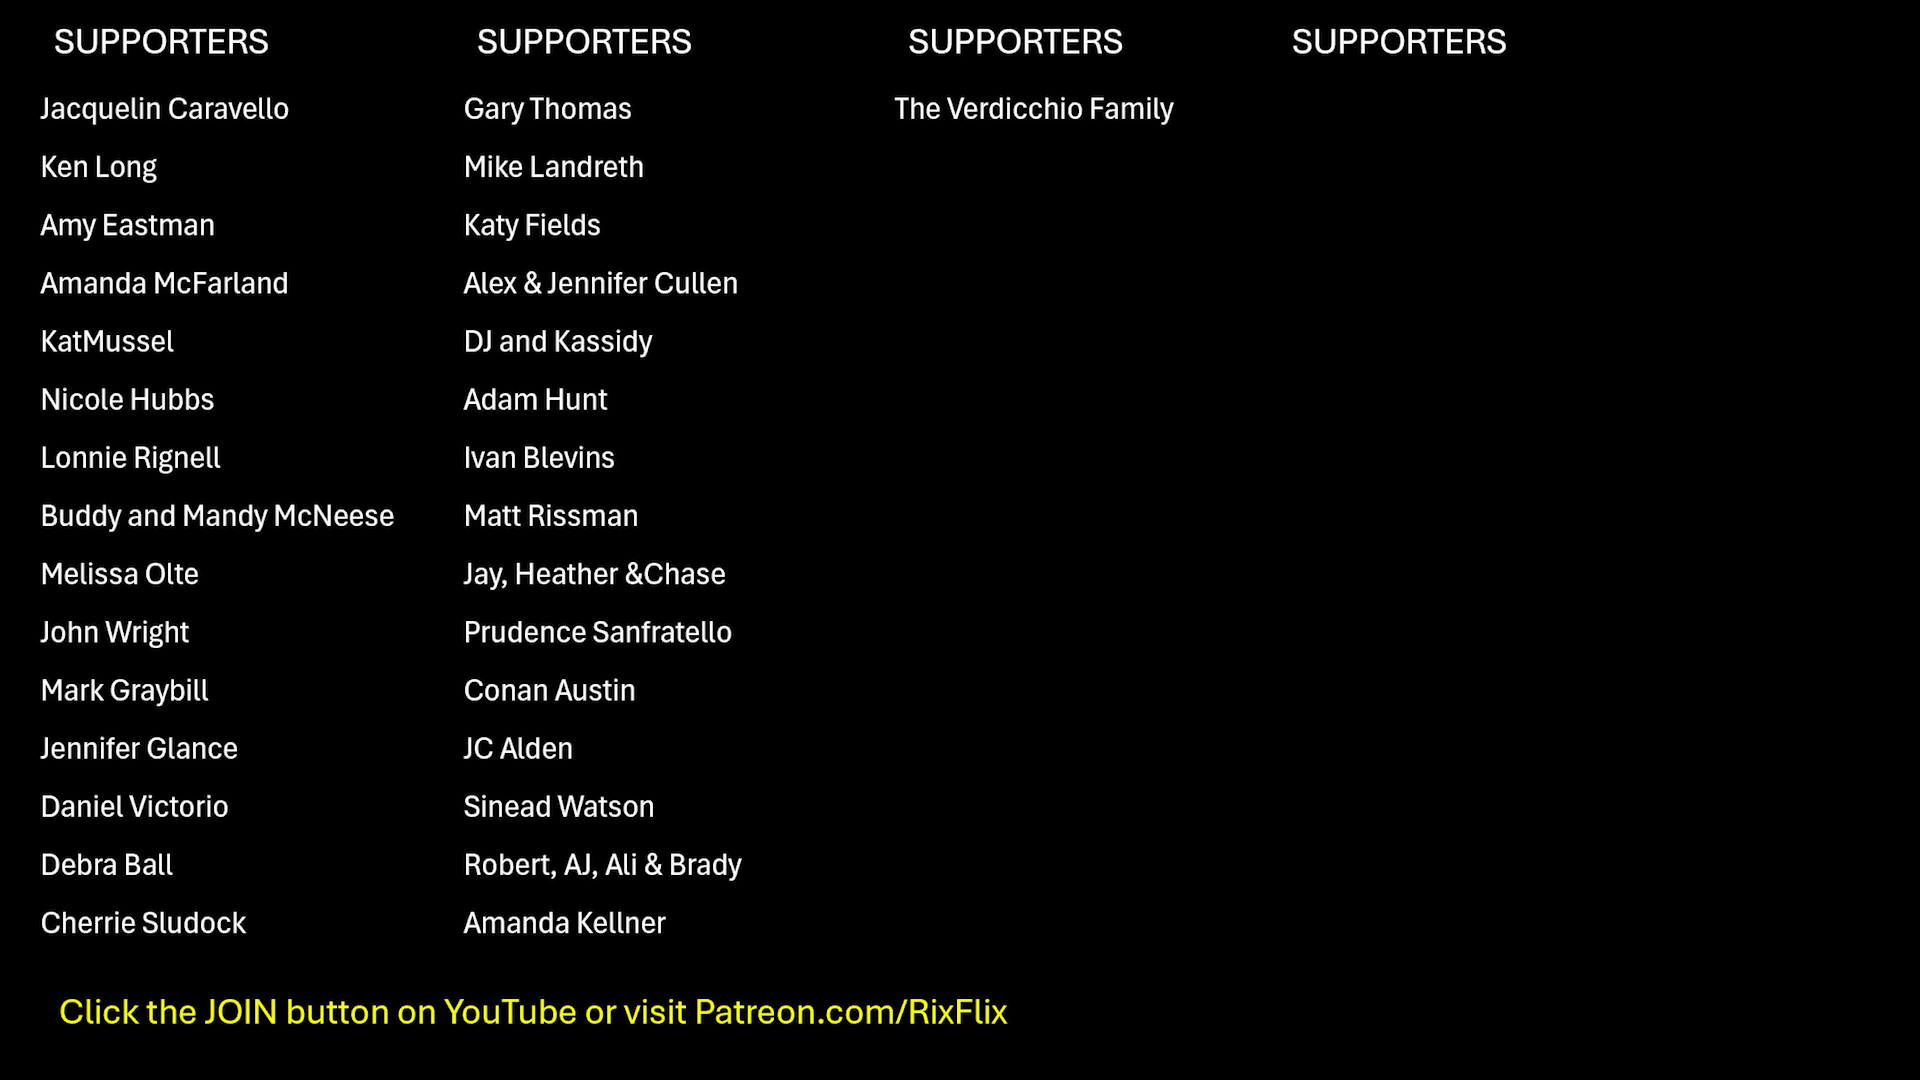 SUPPORTERS
Jacquelin Caravello
Ken Long
Amy Eastman
Amanda McFarland
KatMussel
Nicole Hubbs
Lonnie Rignell
Buddy and Mandy McNeese
Melissa Olte
John Wright
Mark Graybill
Jennifer Glance
Daniel Victorio
Debra Ball
Cherrie Sludock
SUPPORTERS
Gary Thomas
Mike Landreth
Katy Fields
Alex & Jennifer Cullen
DJ and Kassidy
Adam Hunt
Ivan Blevins
Matt Rissman
Jay, Heather &Chase
Prudence Sanfratello
Conan Austin
JC Alden
Sinead Watson
Robert, AJ, Ali & Brady
Amanda Kellner
SUPPORTERS
The Verdicchio Family
SUPPORTERS
Click the JOIN button on YouTube or visit Patreon.com/RixFlix